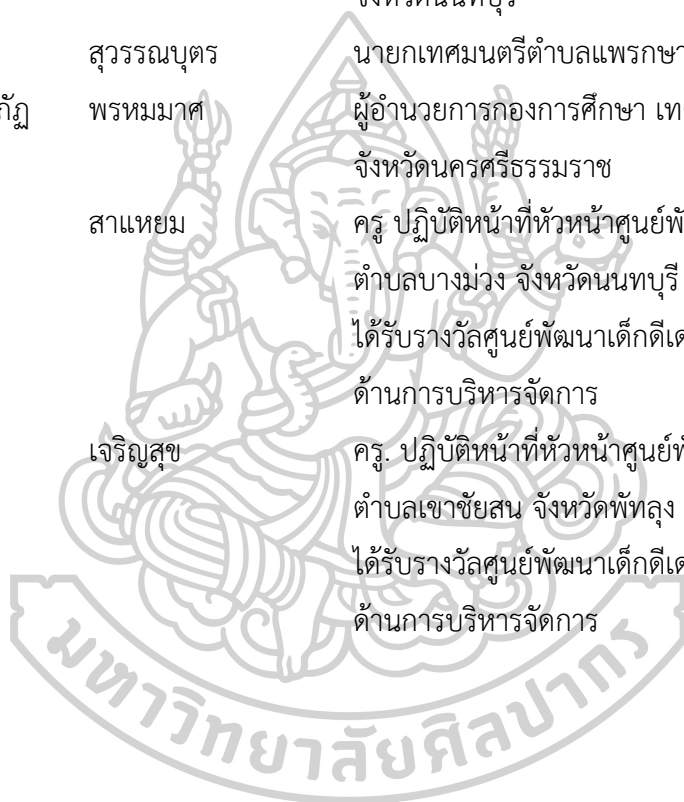 จังหวัดนนทบุรี
สุวรรณบุตร นายกเทศมนตรีตำบลแพรกษา
พรหมมาศ ผู้อำนวยการกองการศึกษา
จังหวัดนครศรีธรรมราช
สาแหยม ครู ปฏิบัติหน้าที่หัวหน้าศูนย์
ตำบลบางม่วง จังหวัดนนทบุรี
ได้รับรางวัลศูนย์พัฒนาเด็ก
ด้านการบริหารจัดการ
เจริญสุข ครู. ปฏิบัติหน้าที่หัวหน้าศูนย์
ตำบลเขาชัยสน จังหวัดพัทลุง
ได้รับรางวัลศูนย์พัฒนาเด็ก
ด้านการบริหารจัดการ
มหาวิทยาลัยศิลปากร